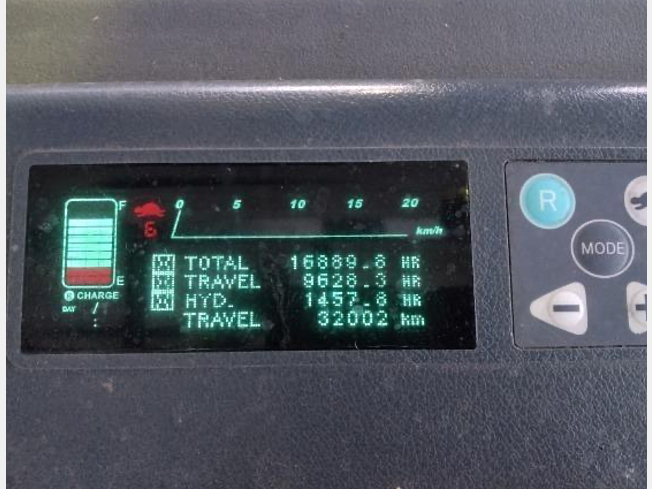 F
E
CHARGE
DAY / :
0 5 10 15 20
km/h
TOTAL 16889.8 HR
TRAVEL 9628.3 HR
HYD. 1457.8 HR
TRAVEL 32002 km
R
MODE
−
+